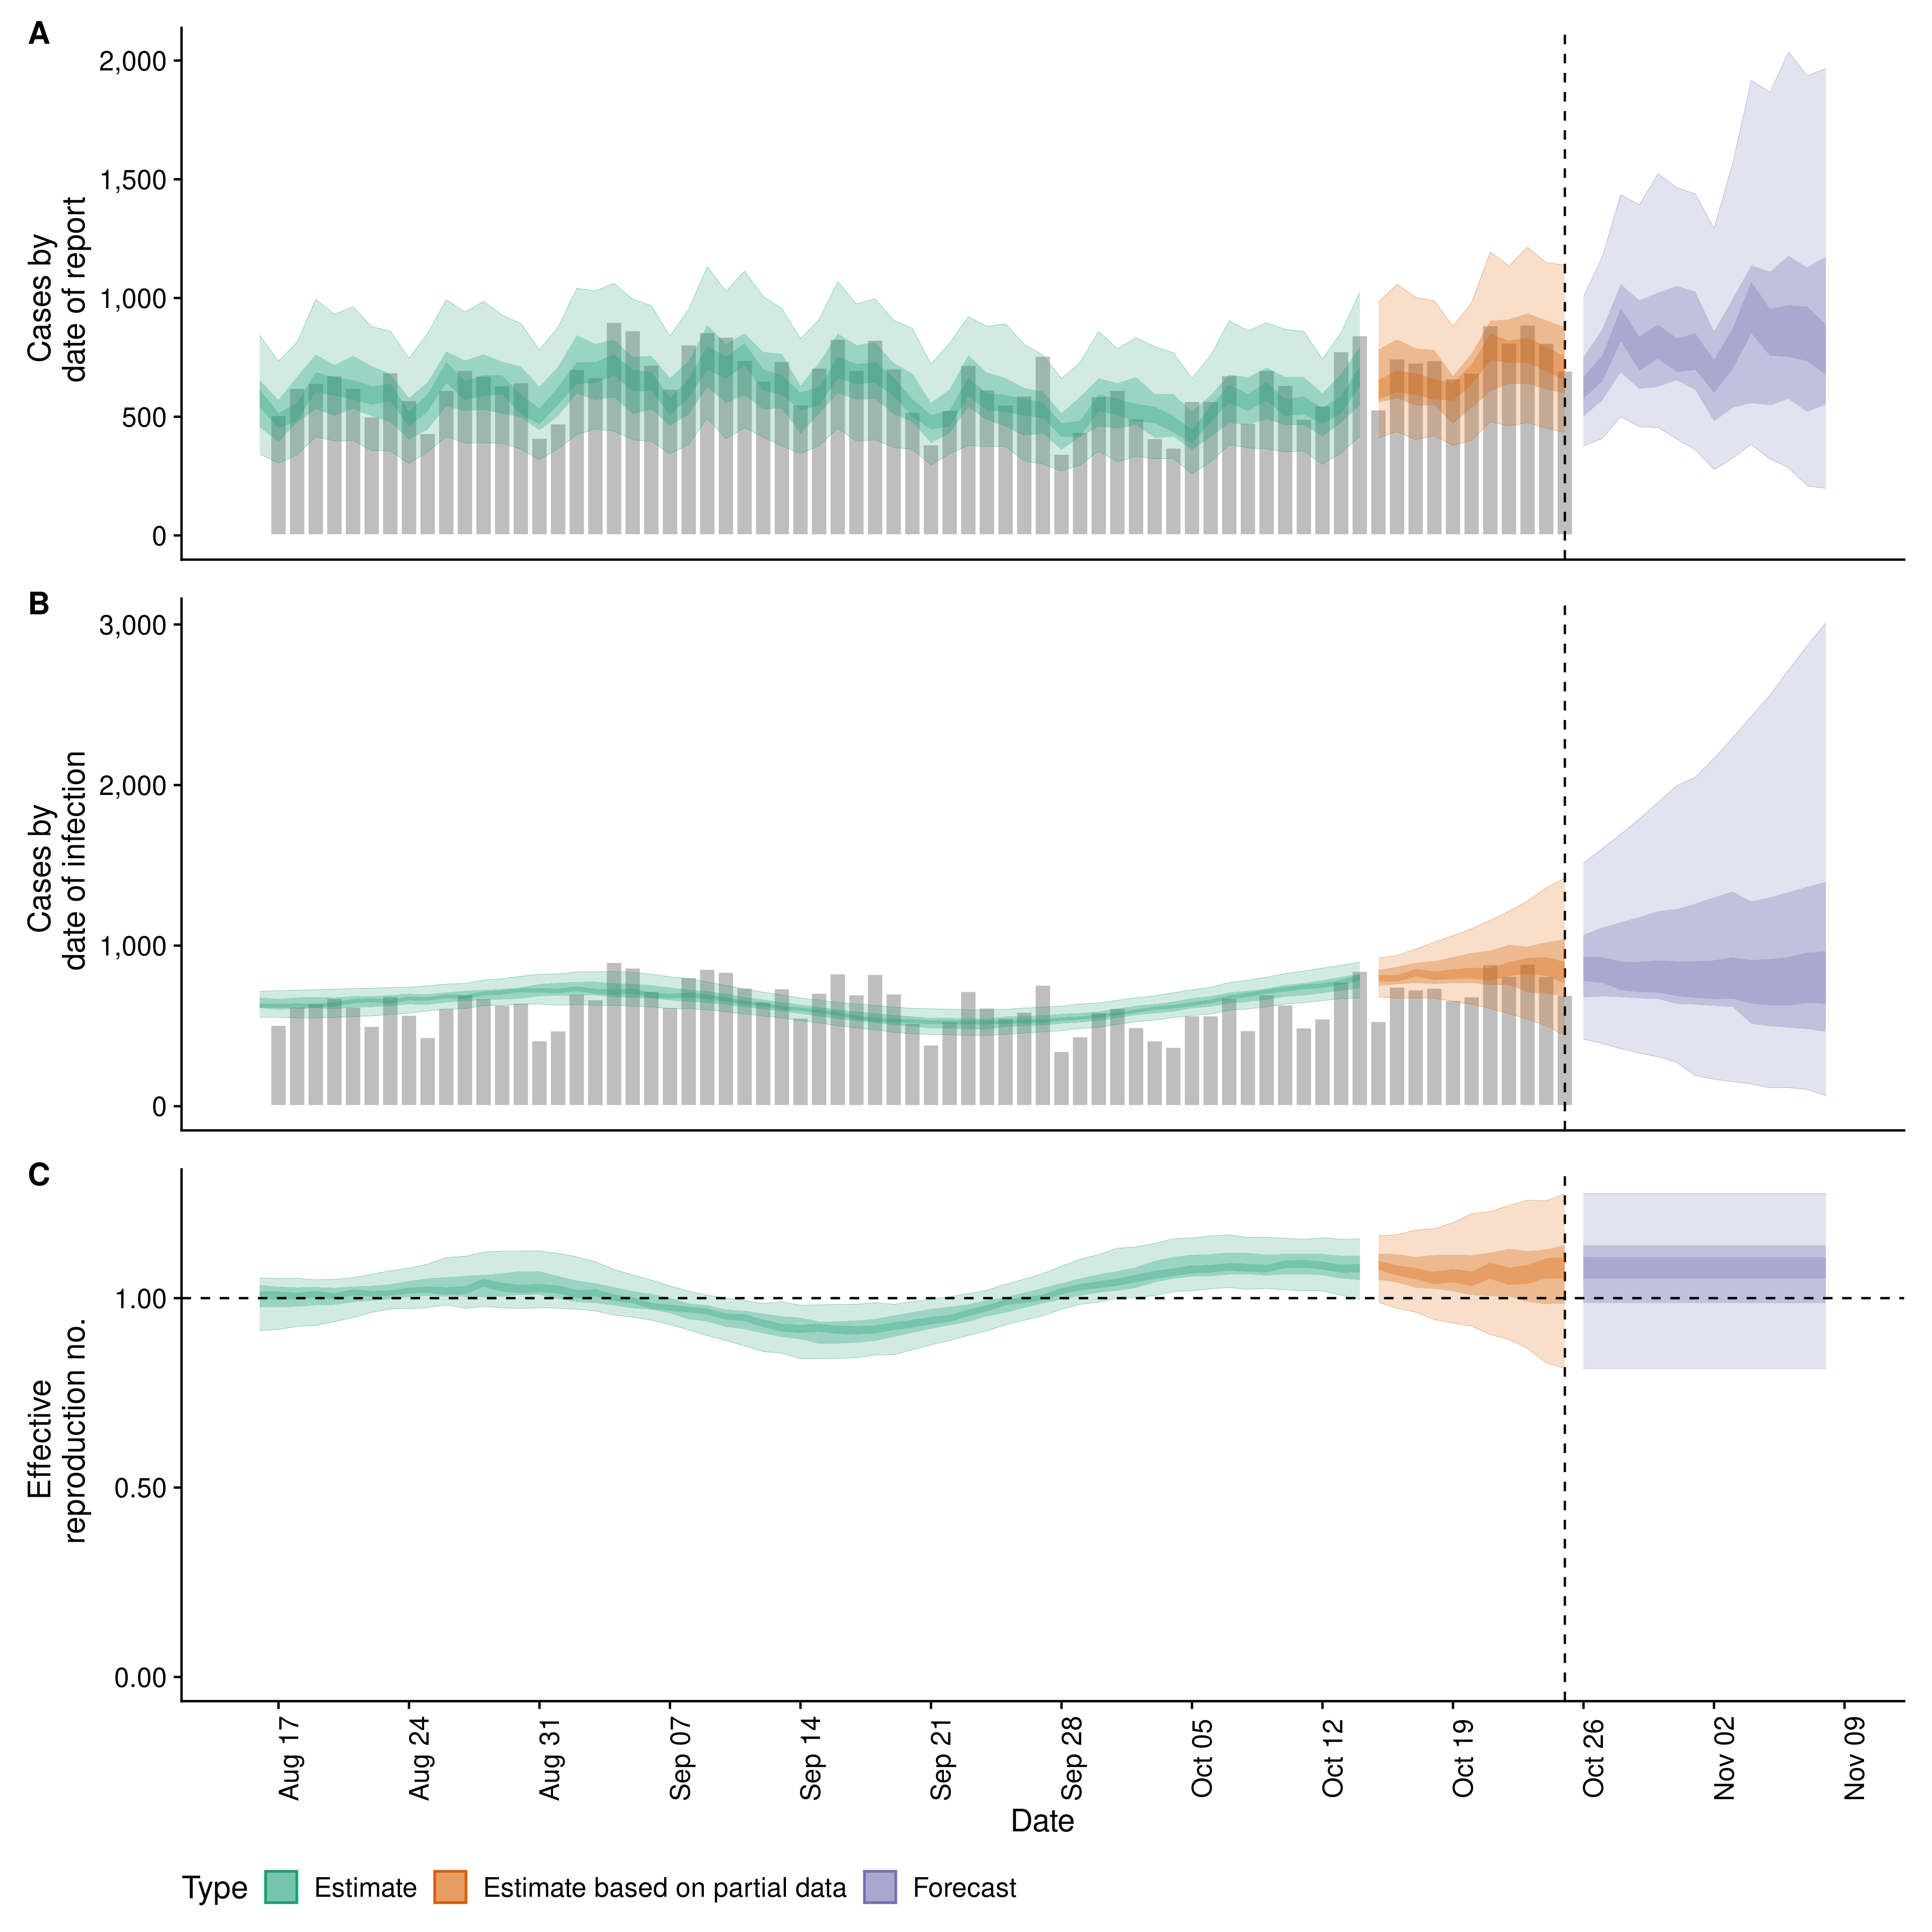 A
Cases by
date of report
2,000
1,500
1,000
500
0
B
Cases by
date of infection
3,000
2,000
1,000
0
C
Effective
reproduction no.
1.00
0.50
0.00
Aug 17
Aug 24
Aug 31
Sep 07
Sep 14
Sep 21
Sep 28
Oct 05
Oct 12
Oct 19
Oct 26
Nov 02
Nov 09
Date
Type Estimate Estimate based on partial data Forecast